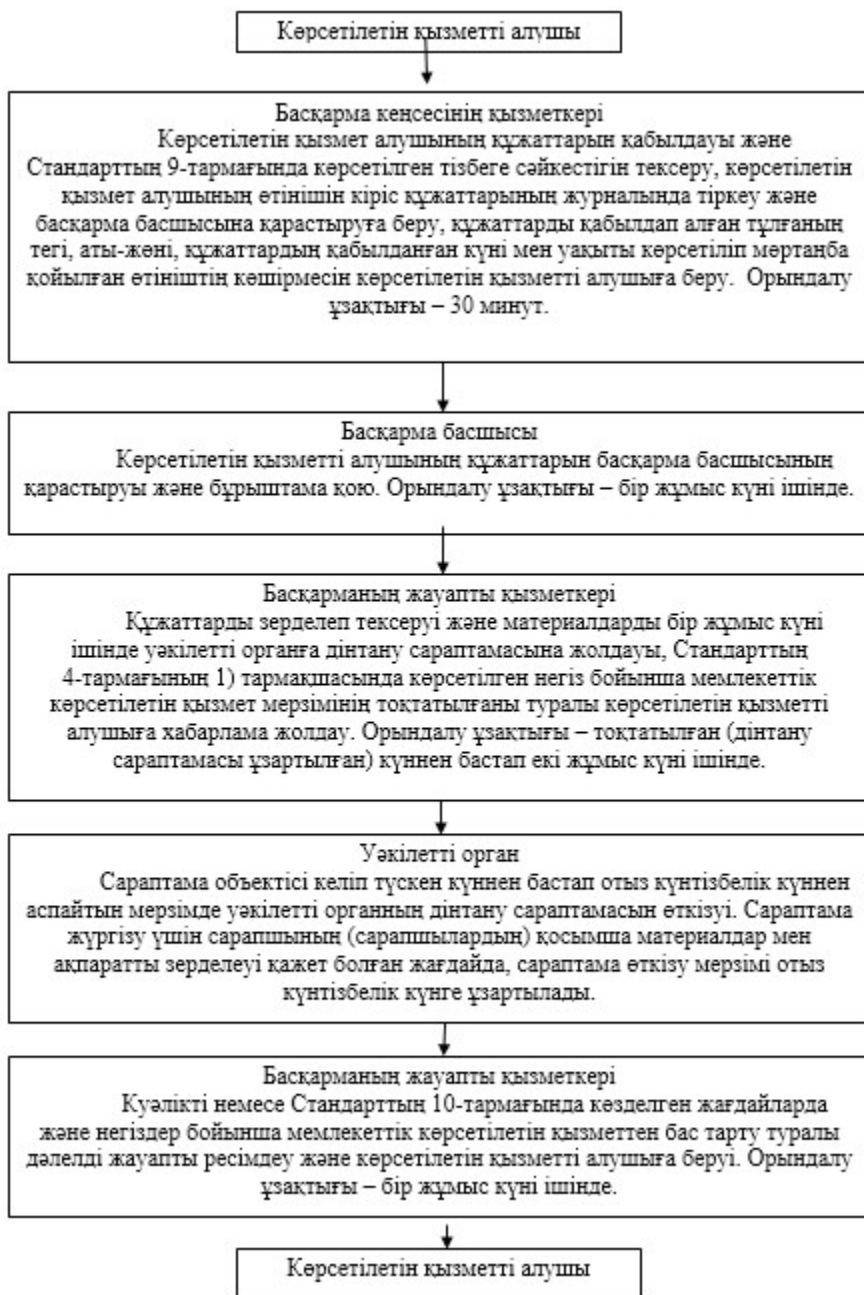 Көрсетілетін қызметті алушы
Басқарма кеңсесінің қызметкері
Көрсетілетін қызмет алушының құжаттарын қабылдауы және
Стандарттың 9-тармағында көрсетілген тізбеге сәйкестігін тексеру, көрсетілетін
қызмет алушының өтінішін кіріс құжаттарының журналында тіркеу және
басқарма басшысына қарастыруға беру, құжаттарды қабылдап алған тұлғаның
тегі, аты-жөні, құжаттардың қабылданған күні мен уақыты көрсетіліп мөртаңба
қойылған өтініштің көшірмесін көрсетілетін қызметті алушыға беру. Орындалу
ұзақтығы – 30 минут.
Басқарма басшысы
Көрсетілетін қызметті алушының құжаттарын басқарма басшысының
қарастыруы және бұрыштама қою. Орындалу ұзақтығы – бір жұмыс күні ішінде.
Басқарманың жауапты қызметкері
Құжаттарды зерделеп тексеруі және материалдарды бір жұмыс күні
ішінде уәкілетті органға дінтану сараптамасына жолдауы, Стандарттың
4-тармағының 1) тармақшасында көрсетілген негіз бойынша мемлекеттік
көрсетілетін қызмет мерзімінің тоқтатылғаны туралы көрсетілетін қызметті
алушыға хабарлама жолдау. Орындалу ұзақтығы – тоқтатылған (дінтану
сараптамасы ұзартылған) күннен бастап екі жұмыс күні ішінде.
Уәкілетті орган
Сараптама объектісі келіп түскен күннен бастап отыз күнтізбелік күннен
аспайтын мерзімде уәкілетті органның дінтану сараптамасын өткізуі. Сараптама
жүргізу үшін сарапшының (сарапшылардың) қосымша материалдар мен
ақпаратты зерделеуі қажет болған жағдайда, сараптама өткізу мерзімі отыз
күнтізбелік күнге ұзартылады.
Басқарманың жауапты қызметкері
Куәлікті немесе Стандарттың 10-тармағында көзделген жағдайларда
және негіздер бойынша мемлекеттік көрсетілетін қызметтен бас тарту туралы
дәлелді жауапты ресімдеу және көрсетілетін қызметті алушыға беруі. Орындалу
ұзақтығы – бір жұмыс күні ішінде.
Көрсетілетін қызметті алушы